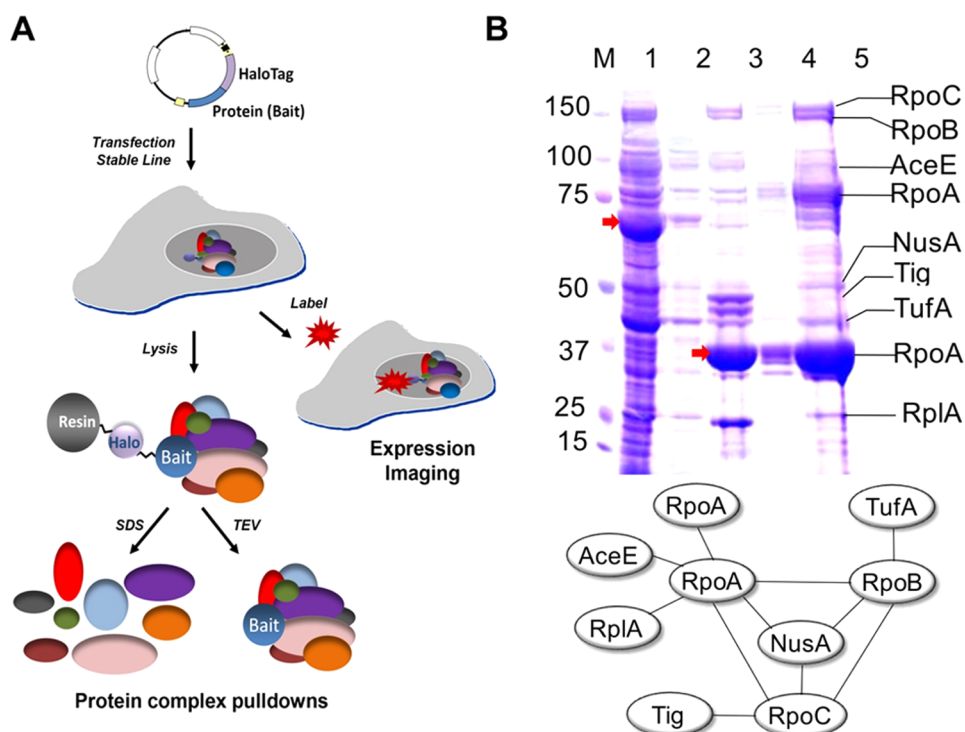 A
HaloTag
Protein (Bait)
Transfection
Stable Line
Label
Lysis
Resin
Halo
Bait
Expression
Imaging
SDS
TEV
Bait
Protein complex pulldowns
B
M 1 2 3 4 5
150
100
75
50
37
25
15
RpoC
RpoB
AceE
RpoA
NusA
Tig
TufA
RpoA
RplA
RpoA
TufA
AceE
RpoA
RpoB
RplA
NusA
Tig
RpoC